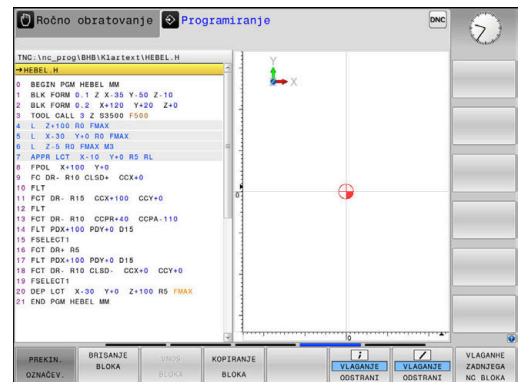 Ročno obratovanje
Programiranje
DNC
TNC:\nc_prog\BHB\Klartext\HEBEL.H
→HEBEL.H
0 BEGIN PGM HEBEL MM
1 BLK FORM 0.1 Z X-35 Y-50 Z-10
2 BLK FORM 0.2 X+120 Y+20 Z+0
3 TOOL CALL 3 Z S3500 F500
4 L Z+100 R0 FMAX
5 L X-30 Y+0 R0 FMAX
6 L Z-5 R0 FMAX M3
7 APPR LCT X-10 Y+0 R5 RL
8 FPOL X+100 Y+0
9 FC DR- R10 CLSD+ CCX+0
10 FLT
11 FCT DR- R15 CCX+100 CCY+0
12 FLT
13 FCT DR- R10 CCPR+40 CCPA-110
14 FLT PDX+100 PDY+0 D15
15 FSELECT1
16 FCT DR+ R5
17 FLT PDX+100 PDY+0 D15
18 FCT DR- R10 CLSD- CCX+0 CCY+0
19 FSELECT1
20 DEP LCT X-30 Y+0 Z+100 R5 FMAX
21 END PGM HEBEL MM
Y
X
0
0
PREKIN. OZNAČEV.
BRISANJE BLOKA
VNOS BLOKA
KOPIRANJE BLOKA
VLAGANJE ODSTRANI
VLAGANJE ODSTRANI
VLAGANHE ZADNJEGA NC BLOKA